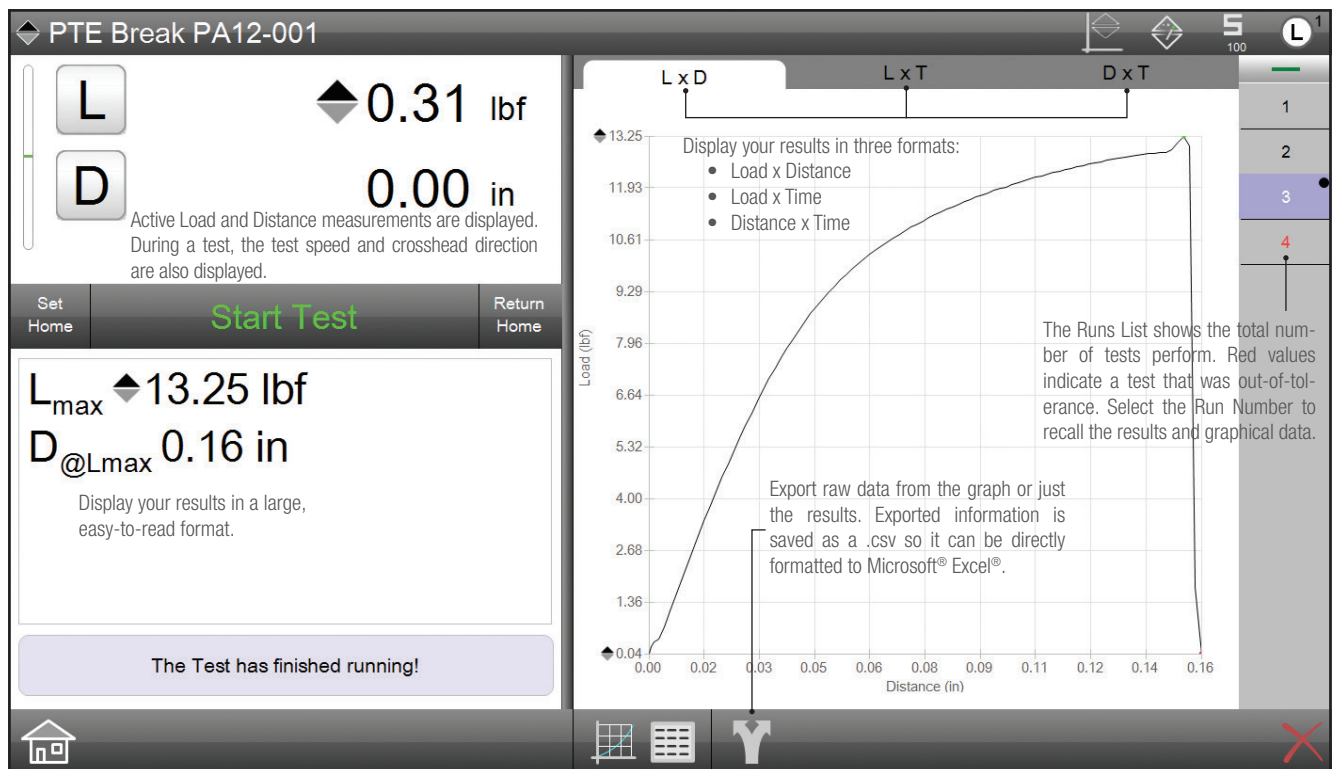 PTE Break PA12-001
5
100
L
1
L
0.31 lbf
D
0.00 in
Active Load and Distance measurements are displayed.
During a test, the test speed and crosshead direction
are also displayed.
Set
Home
Start Test
Return
Home
Lmax 13.25 lbf
D@Lmax 0.16 in
Display your results in a large,
easy-to-read format.
The Test has finished running!
L x D
L x T
D x T
Display your results in three formats:
• Load x Distance
• Load x Time
• Distance x Time
13.25
11.93
10.61
9.29
7.96
6.64
5.32
4.00
2.68
1.36
0.04
Load (lbf)
0.00 0.02 0.03 0.05 0.06 0.08 0.09 0.11 0.12 0.14 0.16
Distance (in)
Export raw data from the graph or just
the results. Exported information is
saved as a .csv so it can be directly
formatted to Microsoft® Excel®.
1
2
3
4
The Runs List shows the total num-
ber of tests perform. Red values
indicate a test that was out-of-tol-
erance. Select the Run Number to
recall the results and graphical data.